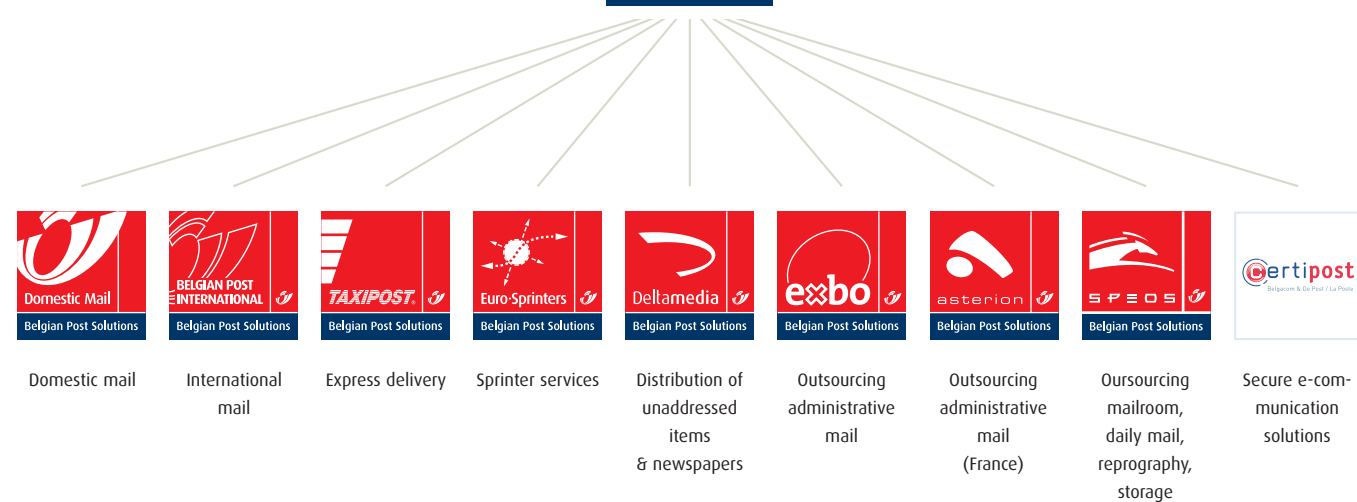 Domestic Mail
Belgian Post Solutions
BELGIAN POST
INTERNATIONAL
Belgian Post Solutions
TAXIPOST®
Belgian Post Solutions
Euro-Sprinters
Belgian Post Solutions
Deltamedia
Belgian Post Solutions
exbo
Belgian Post Solutions
asterion
Belgian Post Solutions
SPEOS
Belgian Post Solutions
Certipost
Belgacom & De Post / La Poste
Domestic mail
International
mail
Express delivery
Sprinter services
Distribution of
unaddressed
items
& newspapers
Outsourcing
administrative
mail
Outsourcing
administrative
mail
(France)
Oursourcing
mailroom,
daily mail,
reprography,
storage
Secure e-com-
munication
solutions